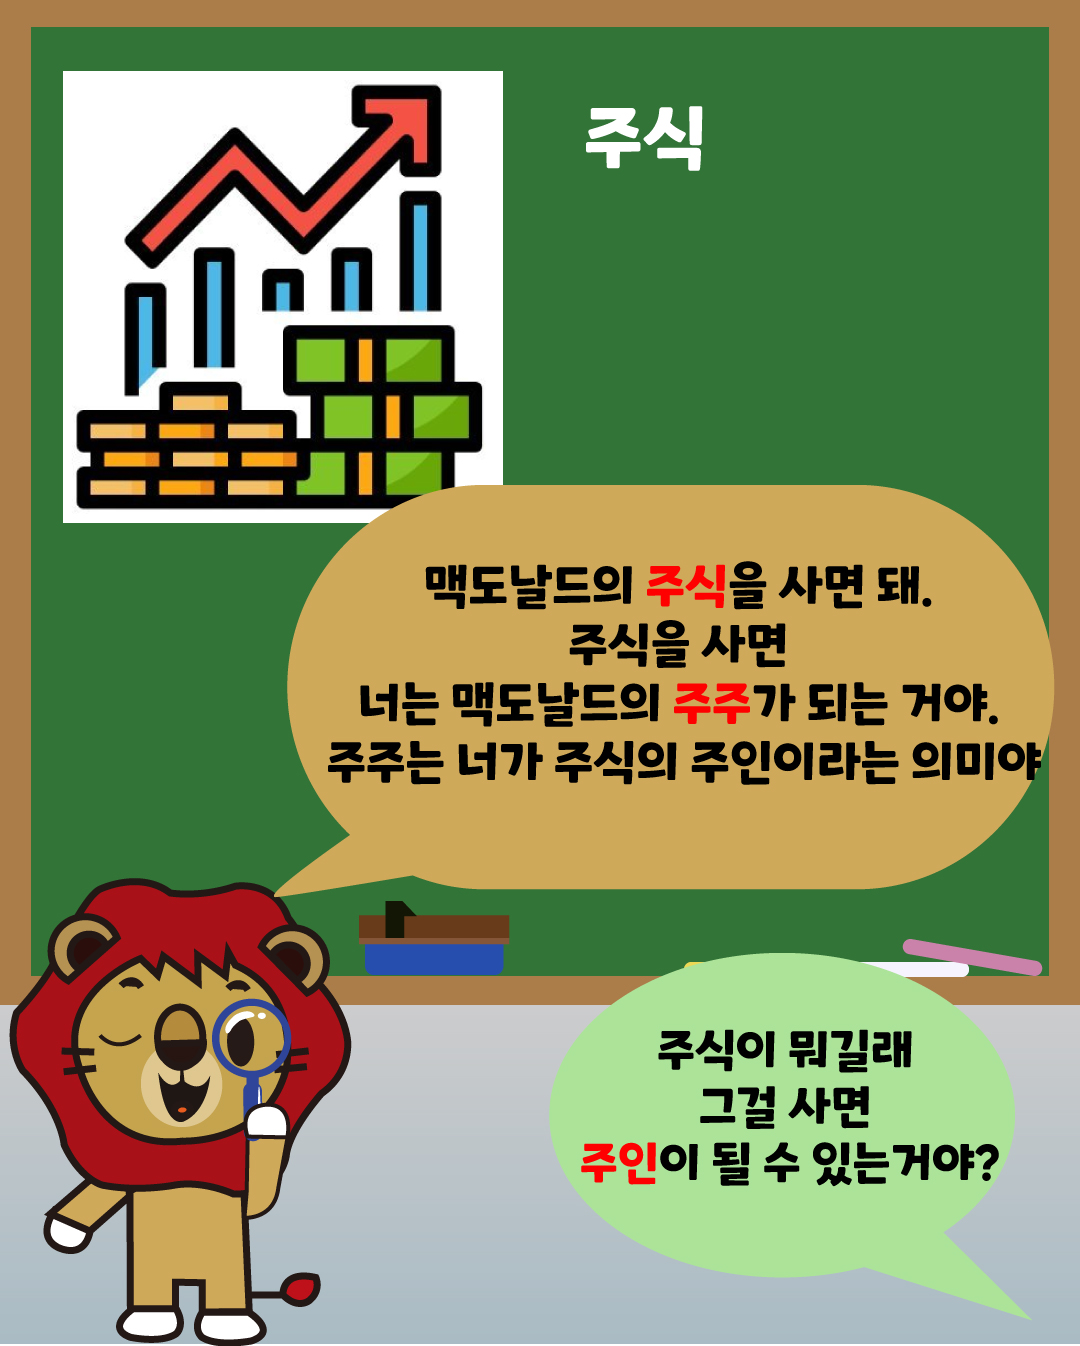 주식
맥도날드의 주식을 사면 돼.
주식을 사면
너는 맥도날드의 주주가 되는 거야.
주주는 너가 주식의 주인이라는 의미야
주식이 뭐길래
그걸 사면
주인이 될 수 있는거야?